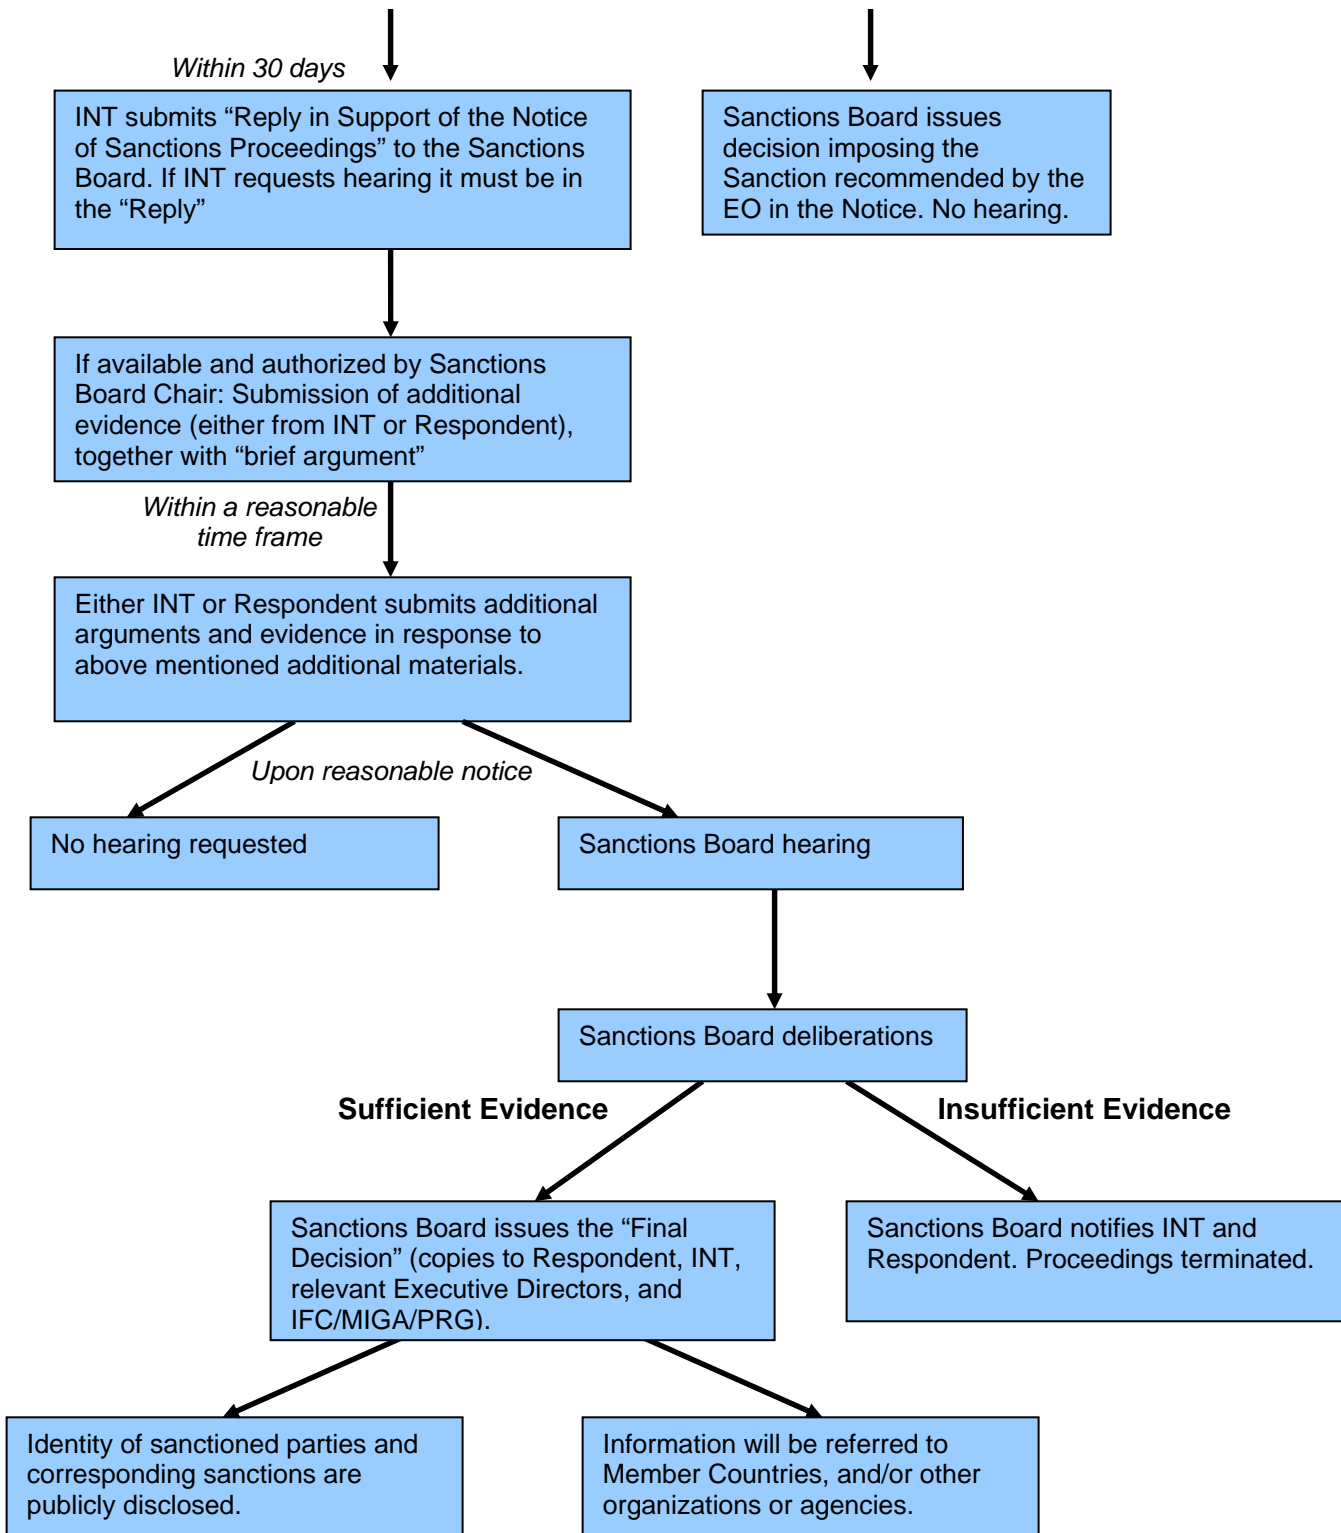 Within 30 days
INT submits “Reply in Support of the Notice
of Sanctions Proceedings” to the Sanctions
Board. If INT requests hearing it must be in
the “Reply”
Sanctions Board issues
decision imposing the
Sanction recommended by the
EO in the Notice. No hearing.
If available and authorized by Sanctions
Board Chair: Submission of additional
evidence (either from INT or Respondent),
together with “brief argument”
Within a reasonable
time frame
Either INT or Respondent submits additional
arguments and evidence in response to
above mentioned additional materials.
Upon reasonable notice
No hearing requested
Sanctions Board hearing
Sanctions Board deliberations
Sufficient Evidence
Insufficient Evidence
Sanctions Board issues the “Final
Decision” (copies to Respondent, INT,
relevant Executive Directors, and
IFC/MIGA/PRG).
Sanctions Board notifies INT and
Respondent. Proceedings terminated.
Identity of sanctioned parties and
corresponding sanctions are
publicly disclosed.
Information will be referred to
Member Countries, and/or other
organizations or agencies.